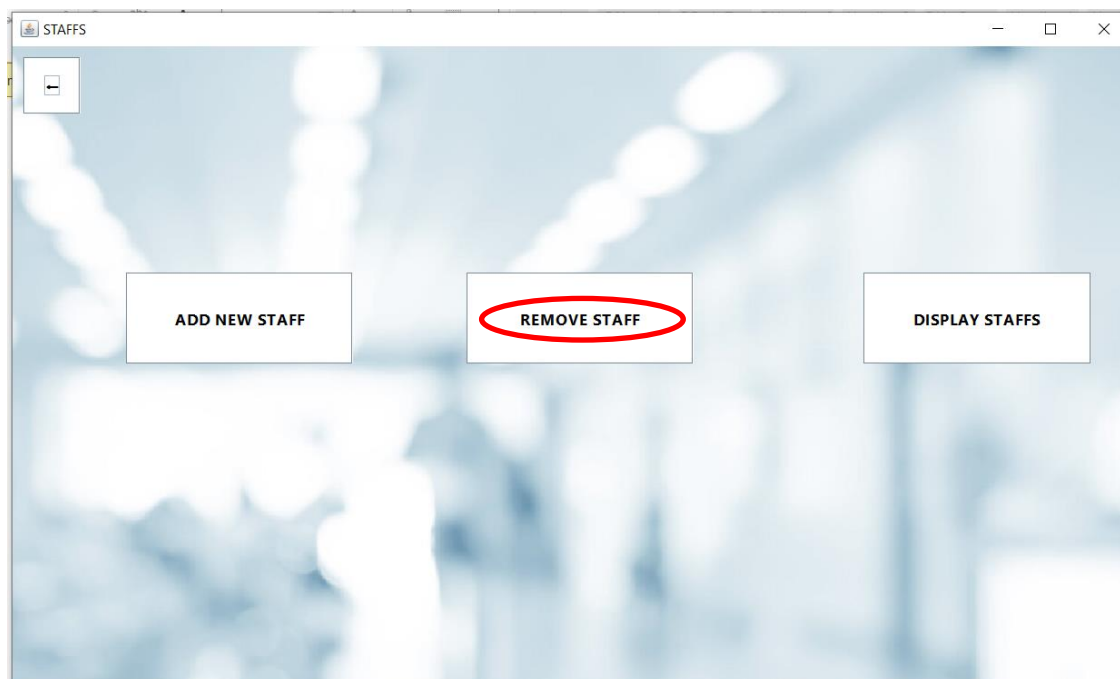 STAFFS
←
ADD NEW STAFF
REMOVE STAFF
DISPLAY STAFFS